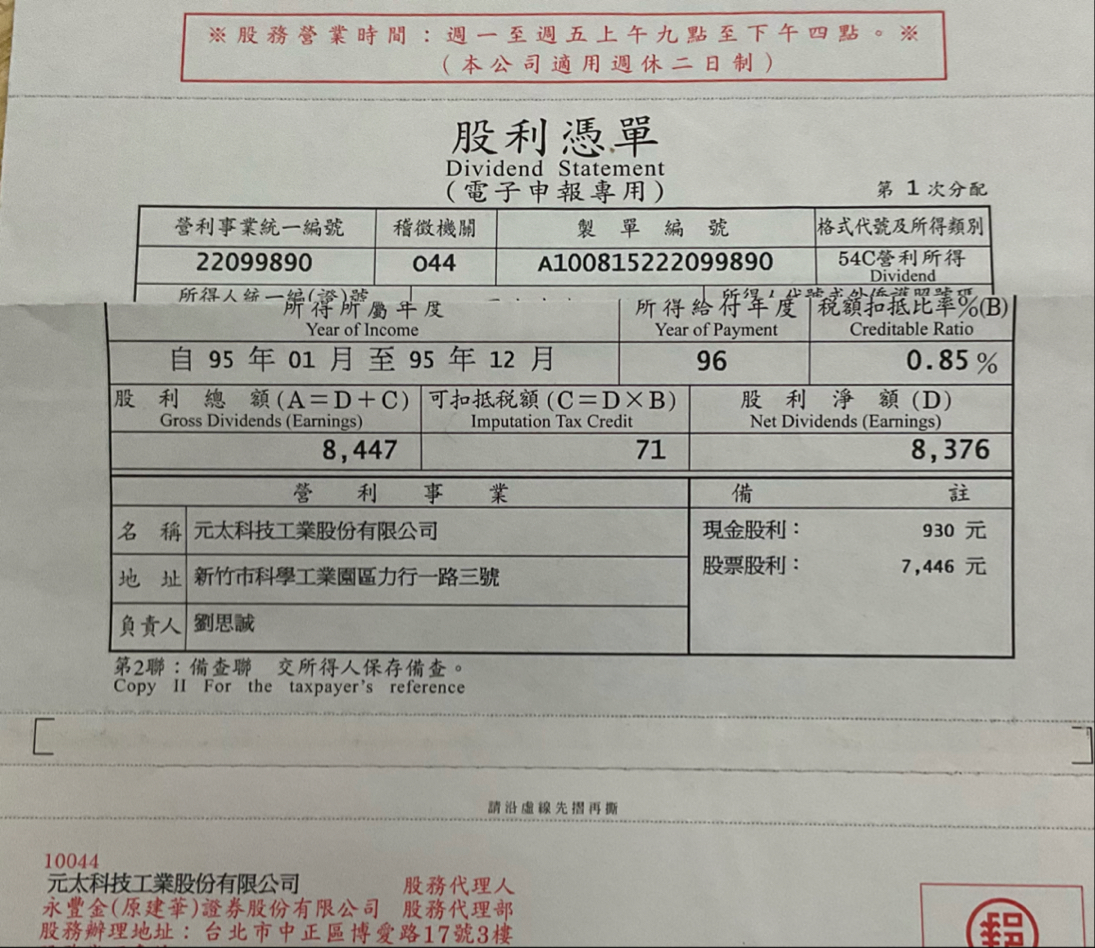 ※股務營業時間：週一至週五上午九點至下午四點。※
（本公司適用週休二日制）
股利憑單
Dividend Statement
（電子申報專用）
第 1 次分配
營利事業統一編號 稽徵機關 製單編號 格式代號及所得類別
22099890 044 A100815222099890 54C營利所得
Dividend
所得人統一編(證)號
所得所屬年度 所得給付年度 稅額扣抵比率%(B)
Year of Income Year of Payment Creditable Ratio
自 95 年 01 月 至 95 年 12 月 96 0.85 %
股利總額(A=D+C) 可扣抵稅額(C=D×B) 股利淨額(D)
Gross Dividends (Earnings) Imputation Tax Credit Net Dividends (Earnings)
8,447 71 8,376
營利事業 備註
名稱 元太科技工業股份有限公司 現金股利： 930 元
地址 新竹市科學工業園區力行一路三號 股票股利： 7,446 元
負責人 劉思誠
第2聯：備查聯 交所得人保存備查。
Copy II For the taxpayer's reference
請沿虛線先摺再撕
10044
元太科技工業股份有限公司 股務代理人
永豐金(原建華)證券股份有限公司 股務代理部
股務辦理地址：台北市中正區博愛路17號3樓